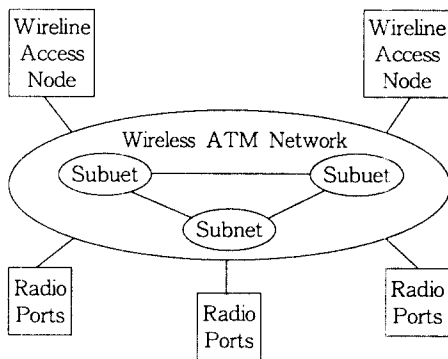 Wireline
Access
Node
Wireline
Access
Node
Wireless ATM Network
Subuet
Subuet
Subnet
Radio
Ports
Radio
Ports
Radio
Ports